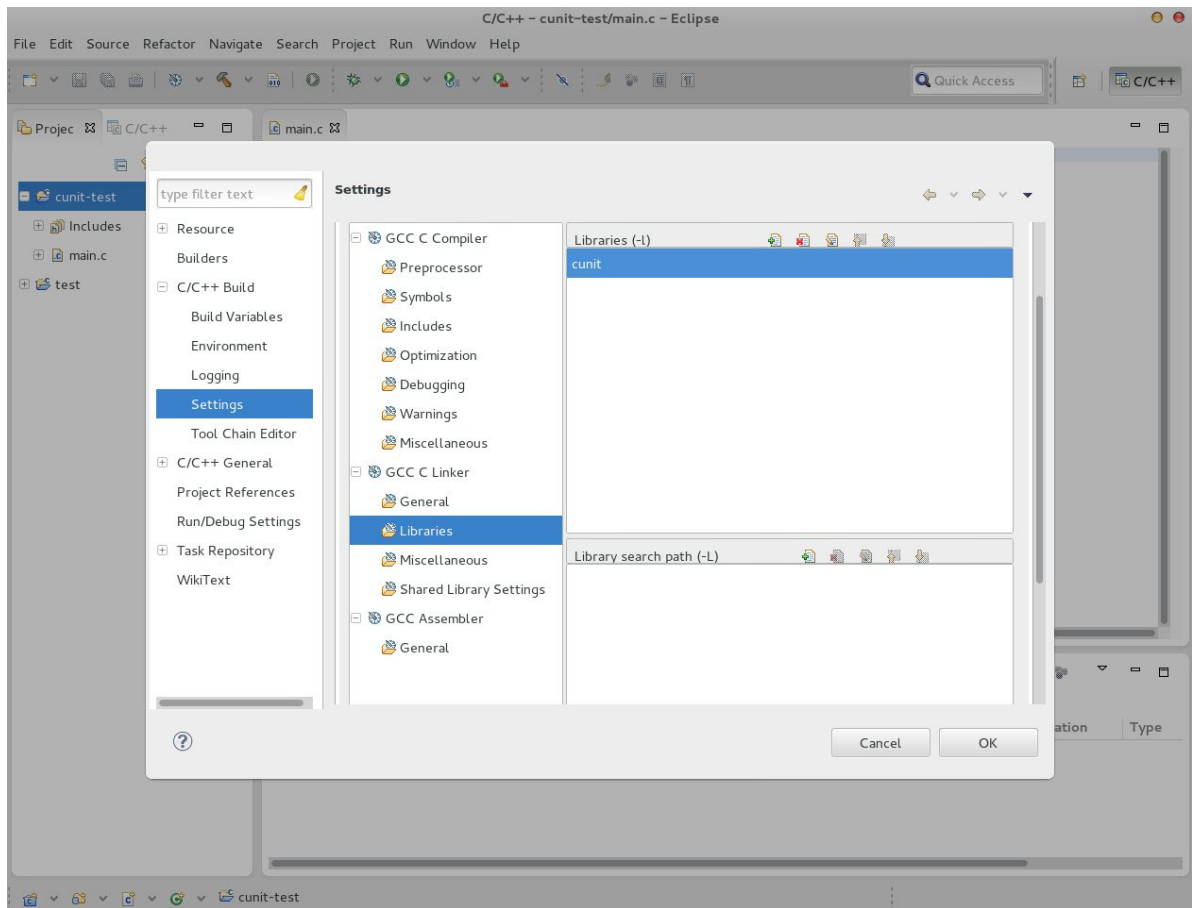 C/C++ – cunit-test/main.c – Eclipse
File Edit Source Refactor Navigate Search Project Run Window Help
Quick Access
C/C++
Projec
C/C++
main.c
cunit-test
Includes
main.c
test
type filter text
Resource
Builders
C/C++ Build
Build Variables
Environment
Logging
Settings
Tool Chain Editor
C/C++ General
Project References
Run/Debug Settings
Task Repository
WikiText
Settings
GCC C Compiler
Preprocessor
Symbols
Includes
Optimization
Debugging
Warnings
Miscellaneous
GCC C Linker
General
Libraries
Miscellaneous
Shared Library Settings
GCC Assembler
General
Libraries (-l)
cunit
Library search path (-L)
Cancel
OK
ation
Type
cunit-test